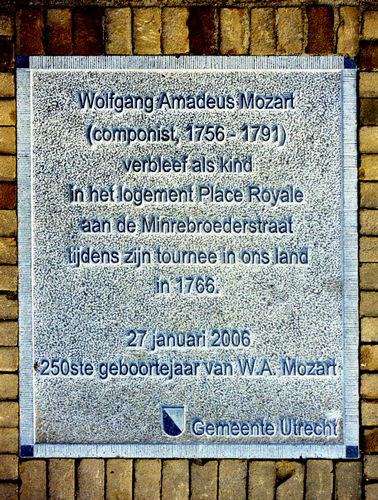 Wolfgang Amadeus Mozart
(componist, 1756 - 1791)
verbleef als kind
in het logement Place Royale
aan de Minrebroederstraat
tijdens zijn tournee in ons land
in 1766.
27 januari 2006
250ste geboortejaar van W.A. Mozart
Gemeente Utrecht